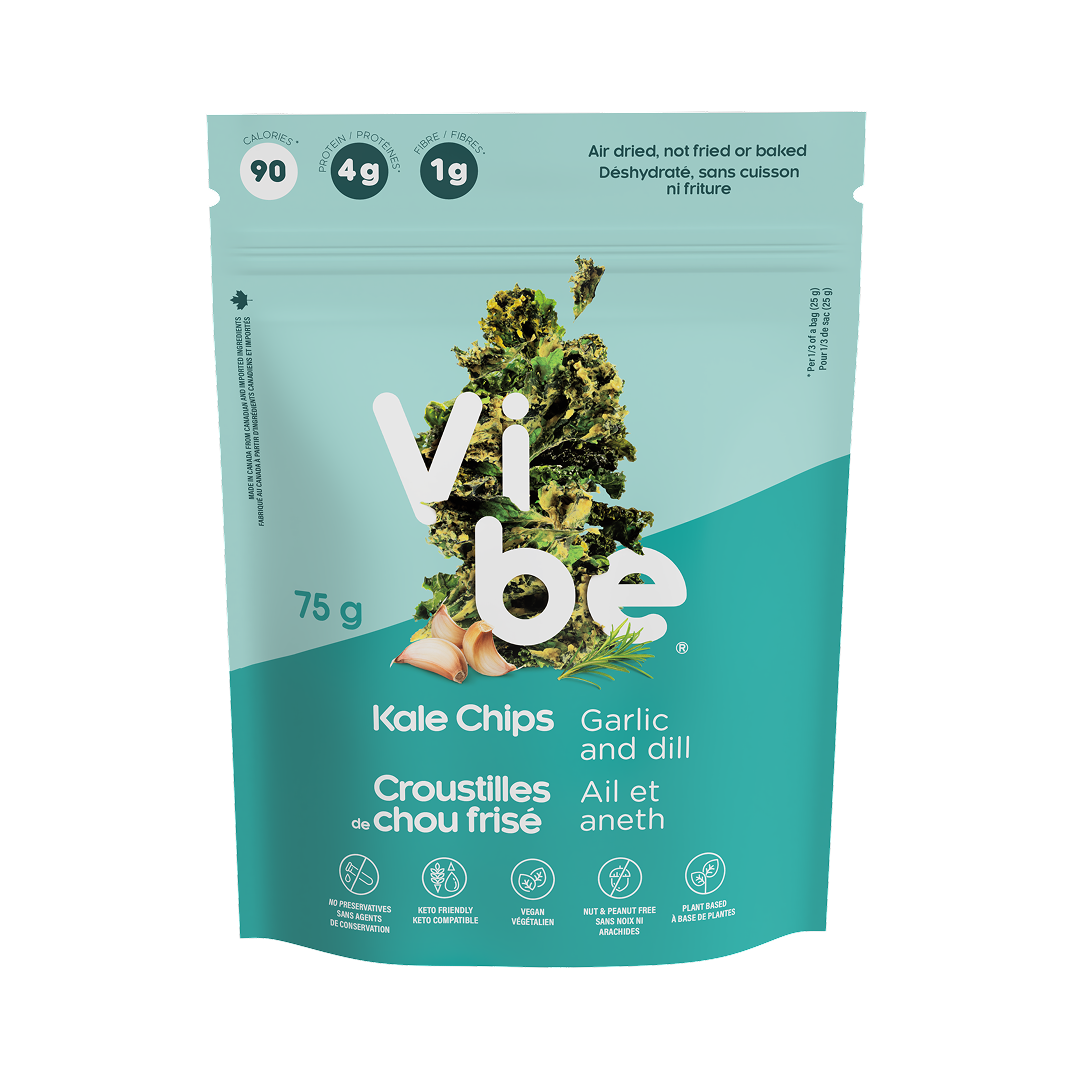 CALORIES*
90
PROTEIN / PROTÉINES*
4g
FIBRE / FIBRES*
1g
Air dried, not fried or baked
Déshydraté, sans cuisson
ni friture
MADE IN CANADA FROM CANADIAN AND IMPORTED INGREDIENTS
FABRIQUÉ AU CANADA À PARTIR D'INGRÉDIENTS CANADIENS ET IMPORTÉS
* Per 1/3 of a bag (25 g)
Pour 1/3 de sac (25 g)
Vi
be
®
75 g
Kale Chips
Garlic
and dill
Croustilles
de chou frisé
Ail et
aneth
NO PRESERVATIVES
SANS AGENTS
DE CONSERVATION
KETO FRIENDLY
KETO COMPATIBLE
VEGAN
VÉGÉTALIEN
NUT & PEANUT FREE
SANS NOIX NI
ARACHIDES
PLANT BASED
À BASE DE PLANTES